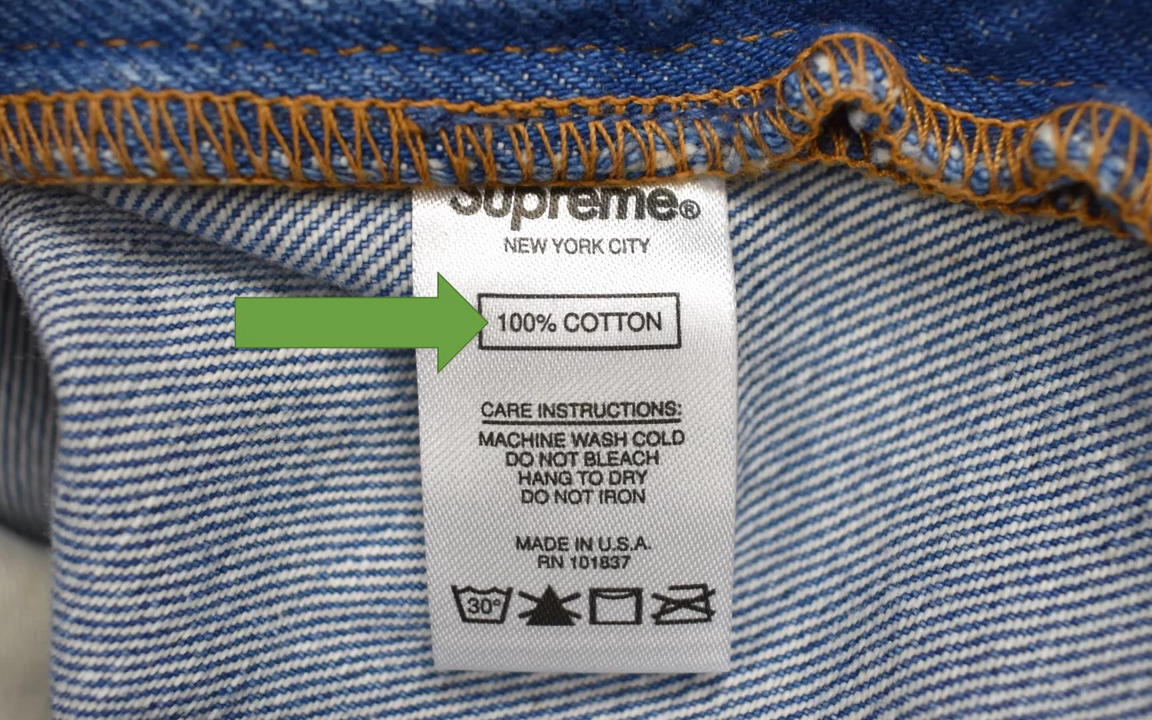 Supreme®
NEW YORK CITY
100% COTTON
CARE INSTRUCTIONS:
MACHINE WASH COLD
DO NOT BLEACH
HANG TO DRY
DO NOT IRON
MADE IN U.S.A.
RN 101837
30°